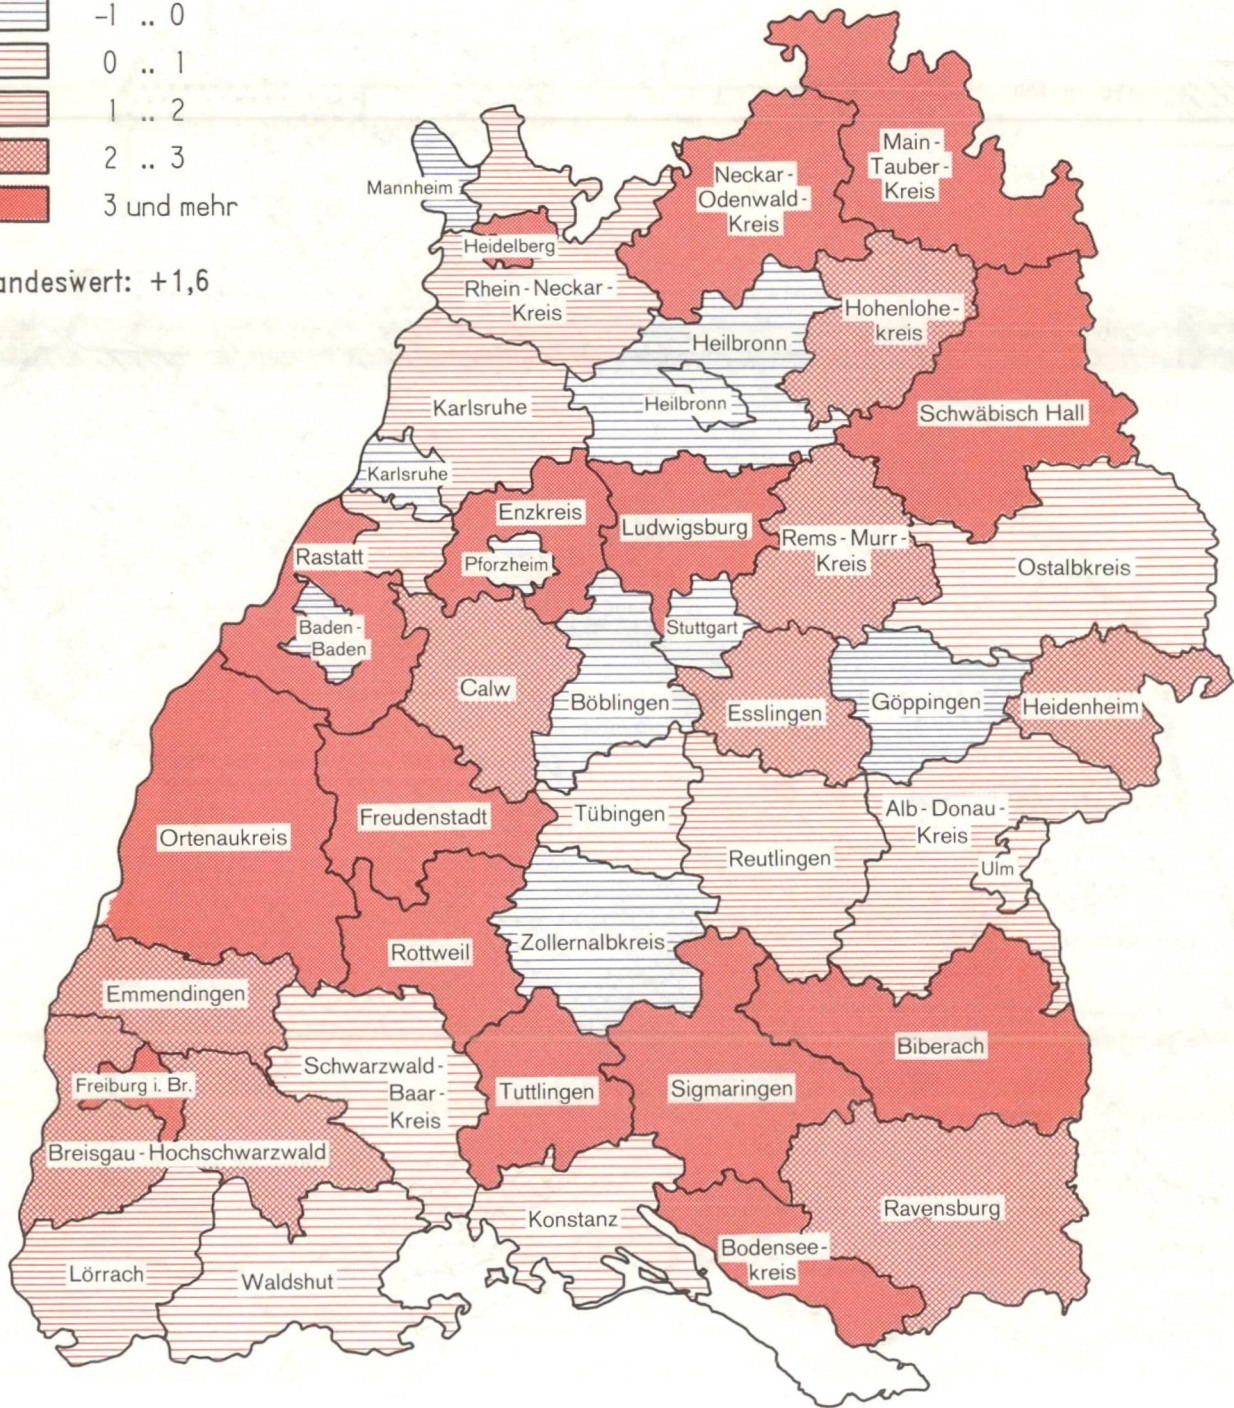 -1 .. 0
0 .. 1
1 .. 2
2 .. 3
3 und mehr
andeswert: +1,6
Main-
Tauber-
Kreis
Neckar-
Odenwald-
Kreis
Mannheim
Heidelberg
Rhein-Neckar-
Kreis
Hohenlohe-
kreis
Heilbronn
Heilbronn
Karlsruhe
Schwäbisch Hall
Karlsruhe
Enzkreis
Ludwigsburg
Rems-Murr-
Kreis
Rastatt
Pforzheim
Ostalbkreis
Baden-
Baden
Stuttgart
Calw
Böblingen
Esslingen
Göppingen
Heidenheim
Freudenstadt
Tübingen
Alb-Donau-
Kreis
Ortenaukreis
Reutlingen
Ulm
Rottweil
Zollernalbkreis
Emmendingen
Biberach
Schwarzwald-
Baar-
Kreis
Freiburg i. Br.
Tuttlingen
Sigmaringen
Breisgau-Hochschwarzwald
Ravensburg
Konstanz
Bodensee-
kreis
Lörrach
Waldshut